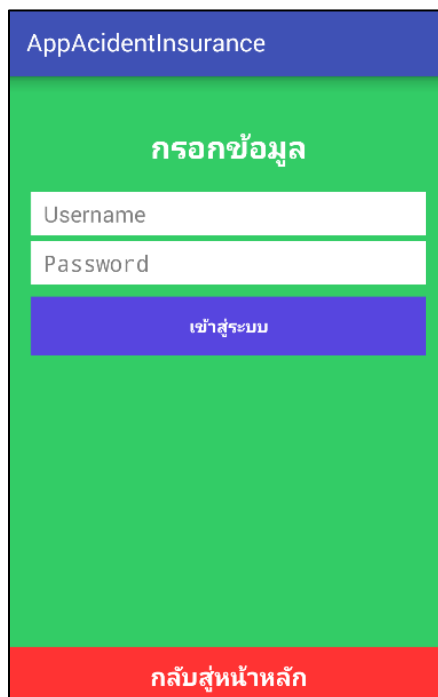 AppAcidentInsurance
กรอกข้อมูล
Username
Password
เข้าสู่ระบบ
กลับสู่หน้าหลัก